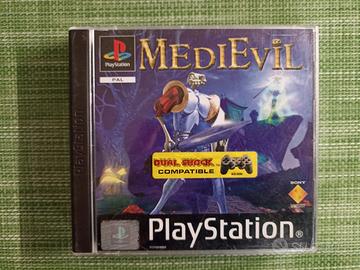 MEDIEVIL
PlayStation
PAL
DUAL SHOCK
COMPATIBLE
SONY
PlayStation®